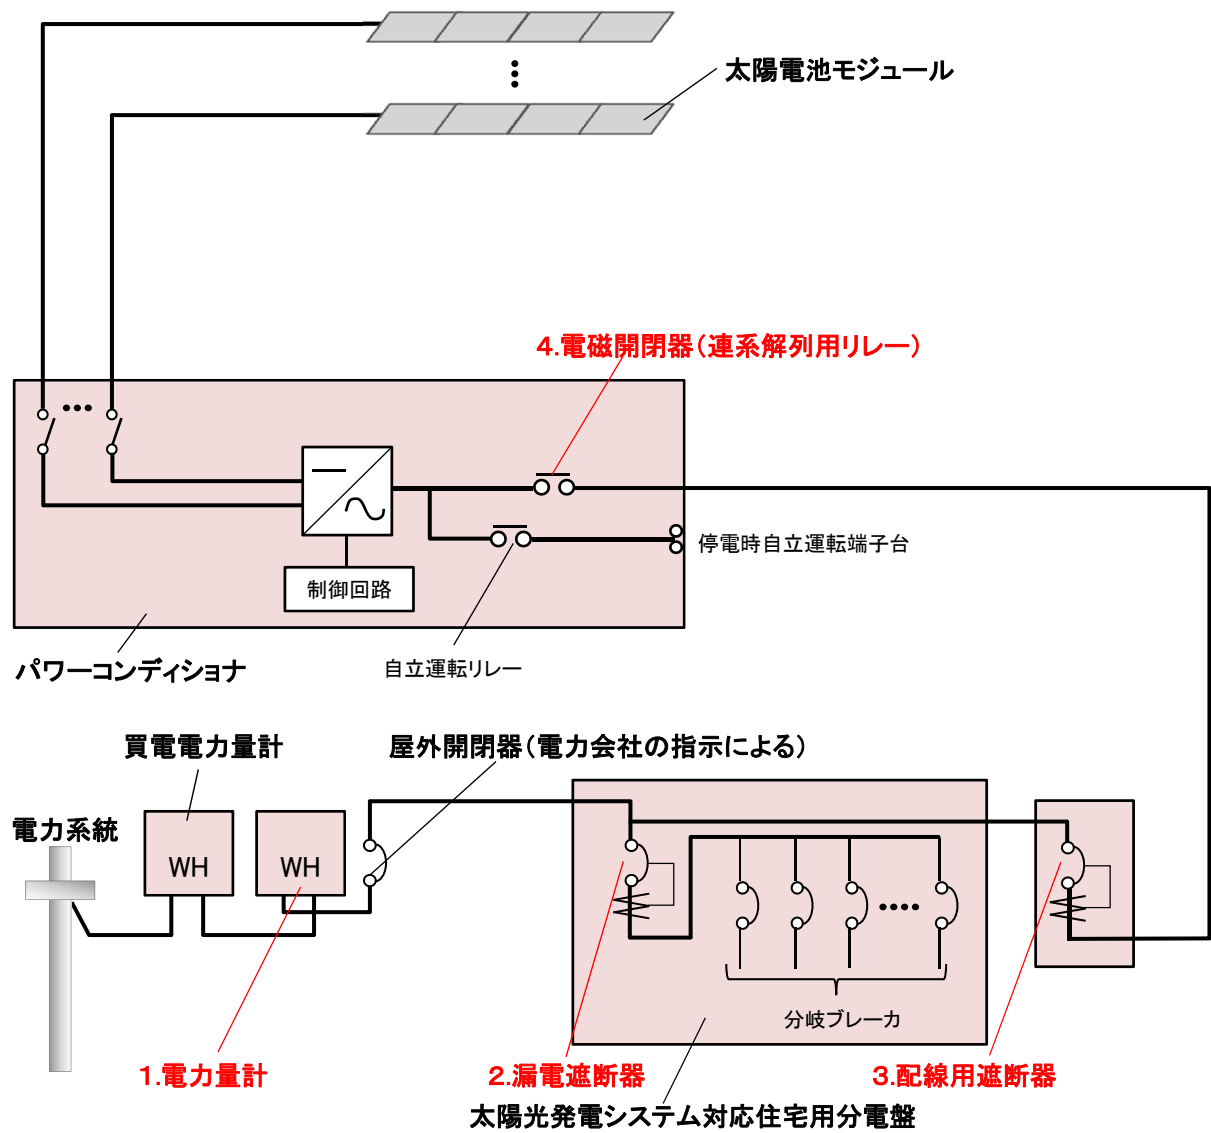 太陽電池モジュール
4.電磁開閉器（連系解列用リレー）
停電時自立運転端子台
制御回路
パワーコンディショナ
自立運転リレー
買電電力量計
屋外開閉器（電力会社の指示による）
電力系統
WH
WH
分岐ブレーカ
1.電力量計
2.漏電遮断器
3.配線用遮断器
太陽光発電システム対応住宅用分電盤